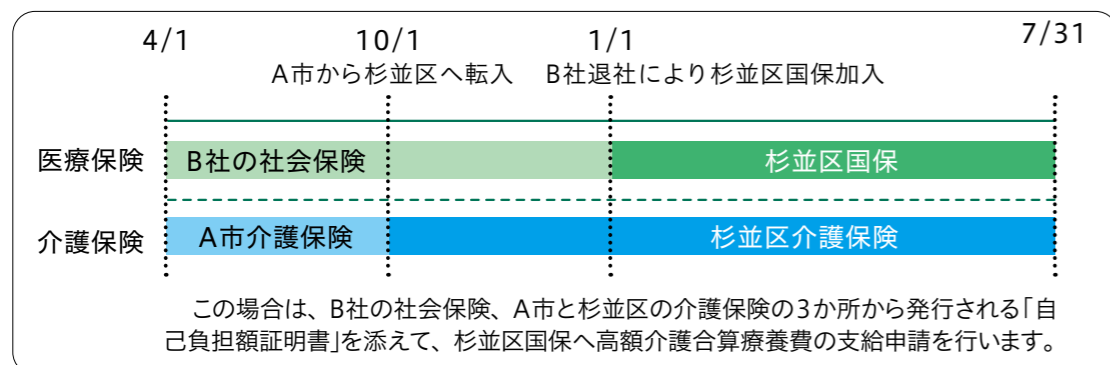 4/1 10/1 1/1 7/31
A市から杉並区へ転入 B社退社により杉並区国保加入
医療保険 B社の社会保険 杉並区国保
介護保険 A市介護保険 杉並区介護保険
この場合は、B社の社会保険、A市と杉並区の介護保険の3か所から発行される「自
己負担額証明書」を添えて、杉並区国保へ高額介護合算療養費の支給申請を行います。